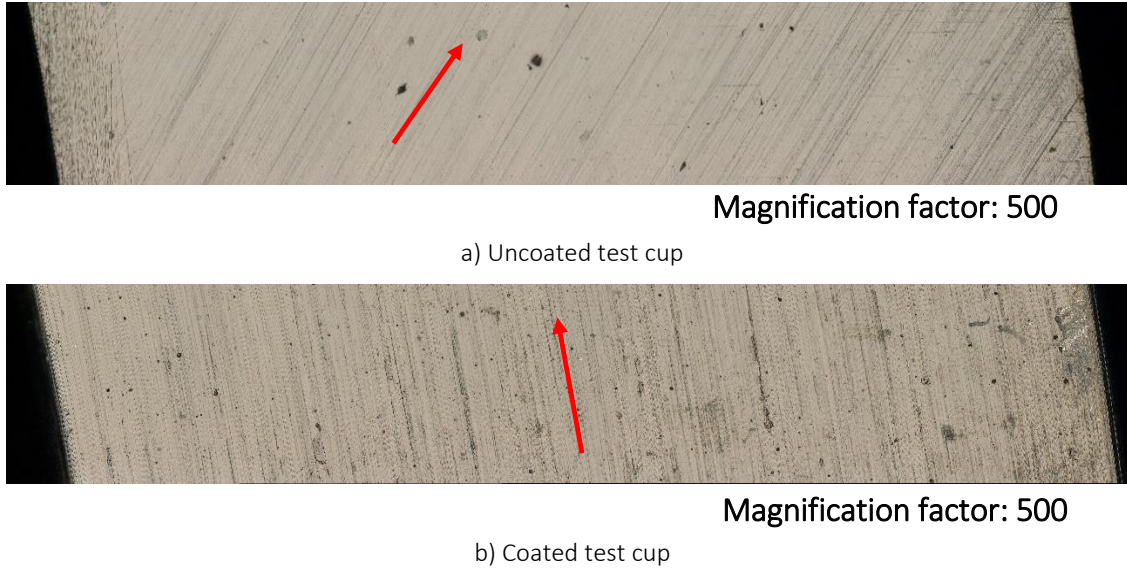 Magnification factor: 500
a) Uncoated test cup
Magnification factor: 500
b) Coated test cup